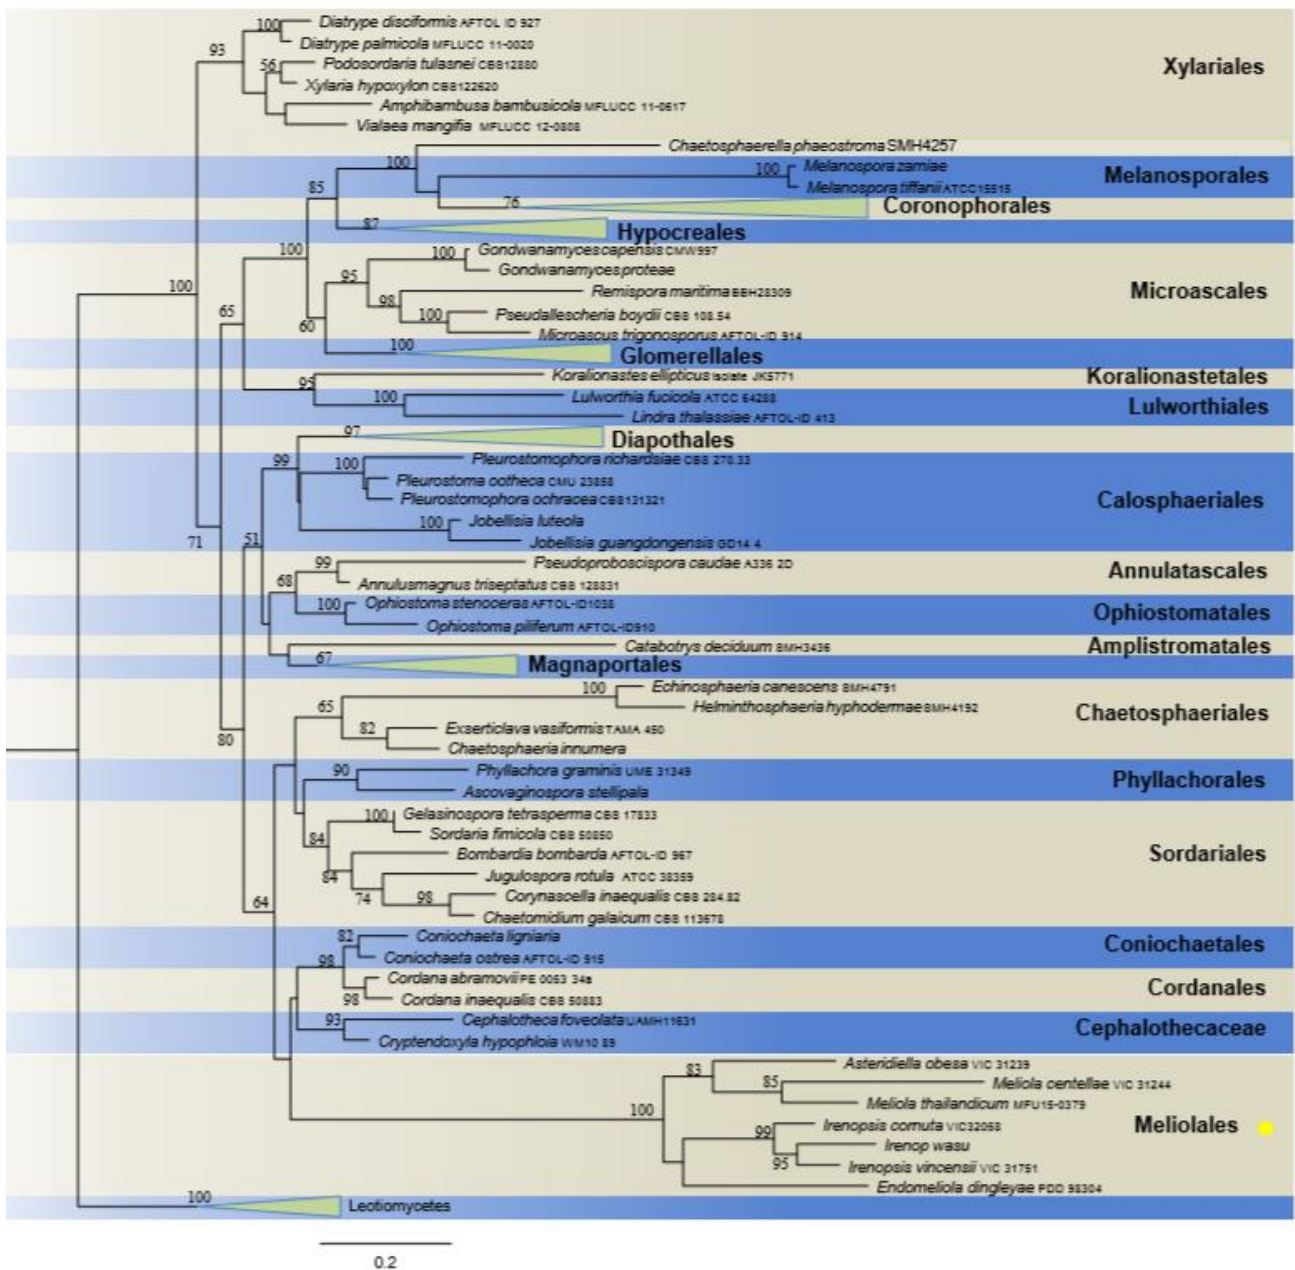 100
Diatrype disciformis AFTOL ID 927
93
Diatrype palmicola MFLUCC 11-0020
56
Podosordaria tulasnei CBS12880
Xylariales
Xylaria hypoxylon CBS122620
Amphibambusa bambusicola MFLUCC 11-0617
Vialaea mangifia MFLUCC 12-0808
Chaetosphaerella phaeostroma SMH4257
100
100
Melanospora zamiae
Melanosporales
85
Melanospora tiffanii ATCC15515
76
Coronophorales
87
Hypocreales
100
100
Gondwanamyces capensis CMW997
Gondwanamyces proteae
95
Remispora maritima BBH28309
Microascales
100
98
Pseudallescheria boydii CBS 108.54
65
60
100
Microascus trigonosporus AFTOL-ID 914
100
Glomerellales
Koralionastes ellipticus Isolate JK5771
Koralionastetales
95
100
Lulworthia fucicola ATCC 64288
Lulworthiales
Lindra thalassiae AFTOL-ID 413
97
Diapothales
99
100
Pleurostomophora richardsiae CBS 270.33
Pleurostoma ootheca CMU 23858
Pleurostomophora ochracea CBS131321
Calosphaeriales
100
Jobellisia luteola
71
51
Jobellisia guangdongensis GD14 4
99
Pseudoproboscispora caudae A336 2D
Annulatascales
68
Annulusmagnus triseptatus CBS 128831
100
Ophiostoma stenoceras AFTOL-ID1038
Ophiostomatales
Ophiostoma piliferum AFTOL-ID910
Catabotrys deciduum SMH3436
Amplistromatales
67
Magnaportales
100
Echinosphaeria canescens SMH4791
65
Helminthosphaeria hyphodermae SMH4192
Chaetosphaeriales
82
Exserticlava vasiformis TAMA 450
80
Chaetosphaeria innumera
90
Phyllachora graminis UME 31349
Phyllachorales
Ascovaginospora stellipala
100
Gelasinospora tetrasperma CBS 17833
84
Sordaria fimicola CBS 50850
Bombardia bombarda AFTOL-ID 967
Sordariales
84
Jugulospora rotula ATCC 38359
64
74
98
Corynascella inaequalis CBS 284.82
Chaetomidium galaicum CBS 113678
82
Coniochaeta ligniaria
Coniochaetales
98
Coniochaeta ostrea AFTOL-ID 915
Cordana abramovii PE 0053 34a
Cordanales
98
Cordana inaequalis CBS 50883
93
Cephalotheca foveolata UAMH11631
Cephalothecaceae
Cryptendoxyla hypophloia WM10 89
83
Asteridiella obesa VIC 31239
85
Meliola centellae VIC 31244
100
Meliola thailandicum MFU15-0379
99
Irenopsis cornuta VIC32058
Meliolales
Irenop wasu
95
Irenopsis vincensii VIC 31751
Endomeliola dingleyae PDD 98304
100
Leotiomycetes
0.2